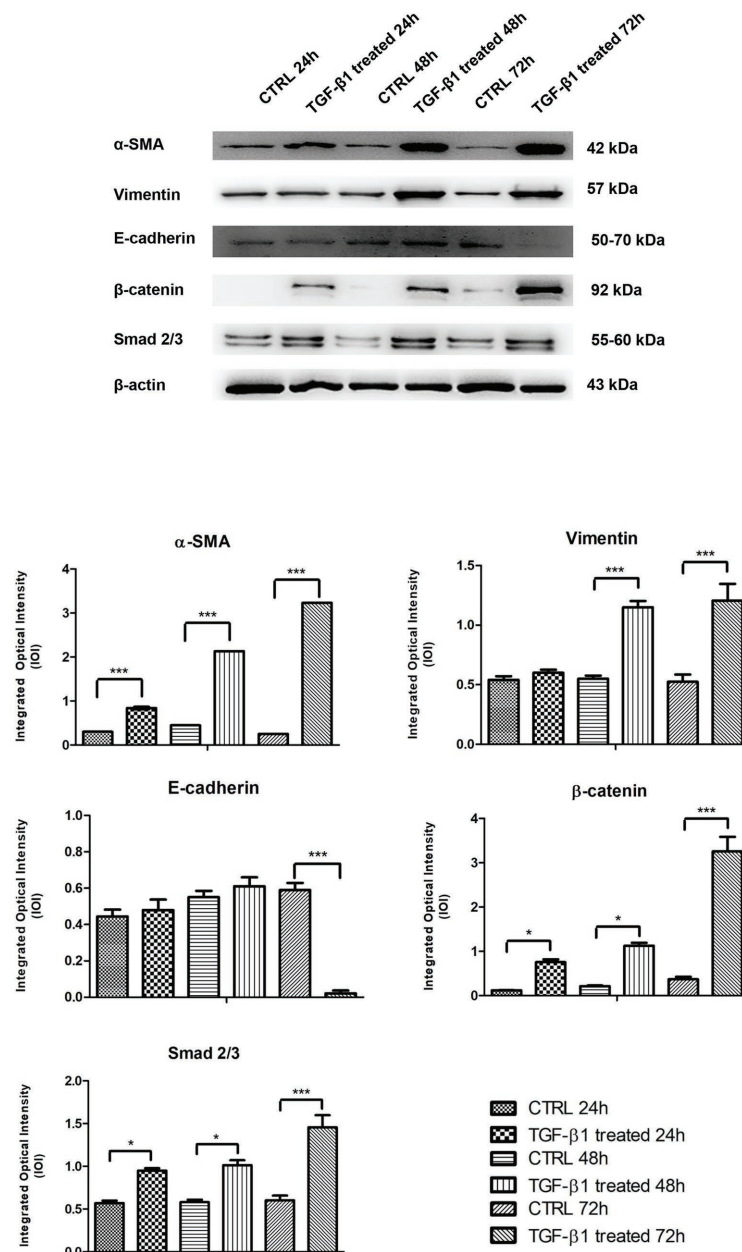 CTRL 24h
TGF-β1 treated 24h
CTRL 48h
TGF-β1 treated 48h
CTRL 72h
TGF-β1 treated 72h
α-SMA 42 kDa
Vimentin 57 kDa
E-cadherin 50-70 kDa
β-catenin 92 kDa
Smad 2/3 55-60 kDa
β-actin 43 kDa
α-SMA
Integrated Optical Intensity
(IOI)
4
3
2
1
0
***
***
***
Vimentin
Integrated Optical Intensity
(IOI)
1.5
1.0
0.5
0.0
***
***
E-cadherin
Integrated Optical Intensity
(IOI)
1.0
0.8
0.6
0.4
0.2
0.0
***
β-catenin
Integrated Optical Intensity
(IOI)
4
3
2
1
0
*
*
***
Smad 2/3
Integrated Optical Intensity
(IOI)
2.0
1.5
1.0
0.5
0.0
*
*
***
CTRL 24h
TGF-β1 treated 24h
CTRL 48h
TGF-β1 treated 48h
CTRL 72h
TGF-β1 treated 72h